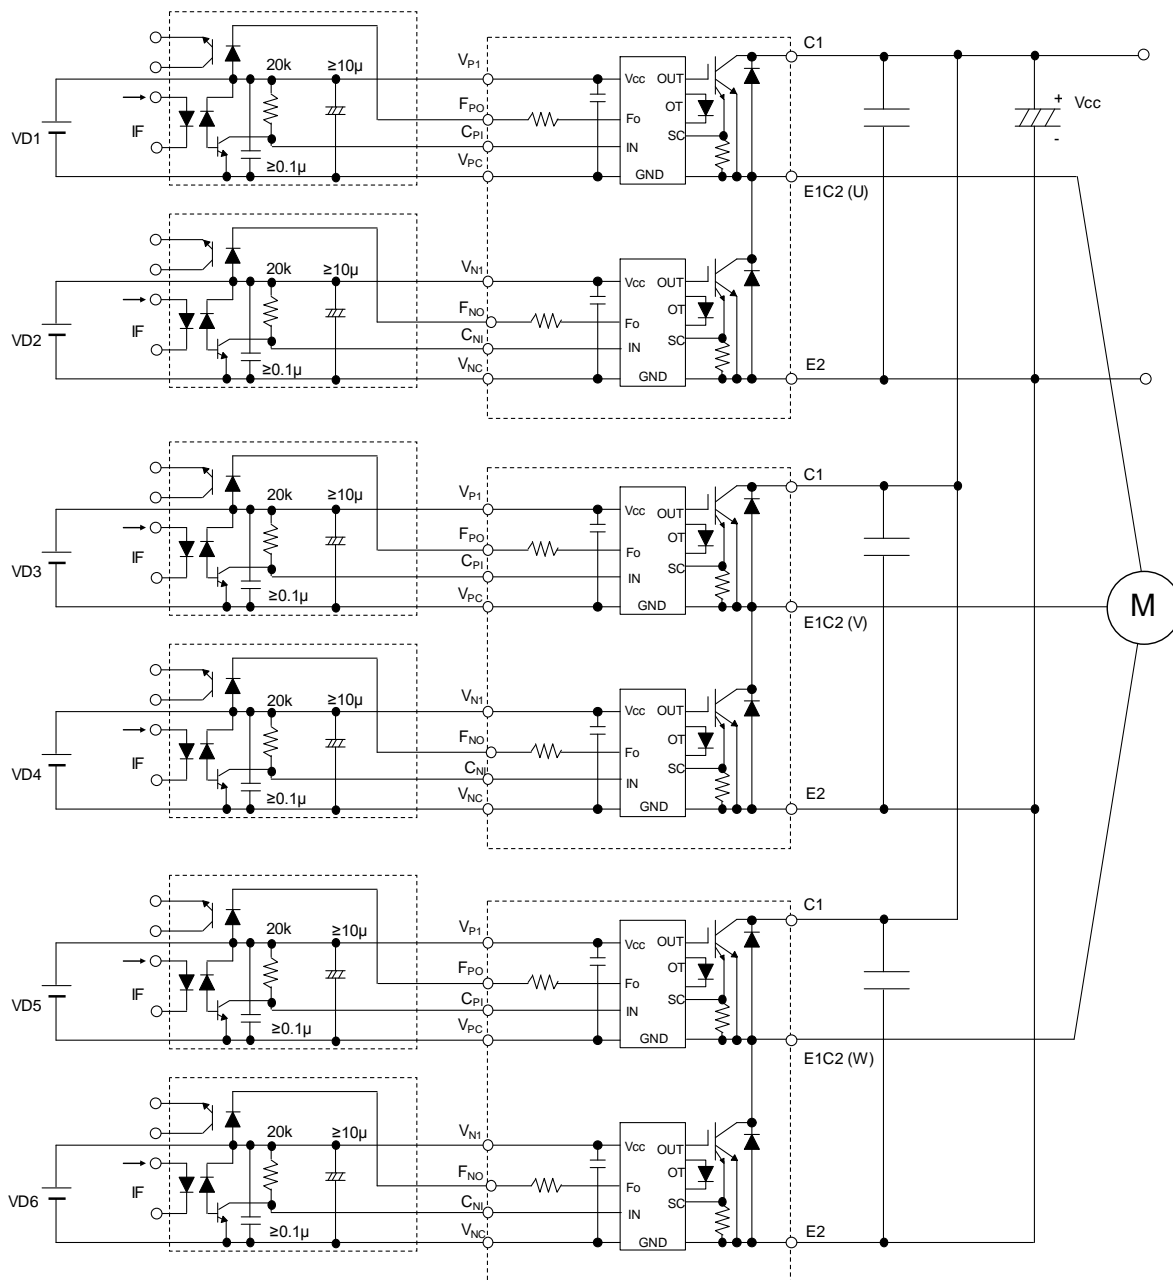 C1
20k
≥10μ
VP1
Vcc
OUT
+
Vcc
OT
FPO
Fo
SC
IF
CPI
IN
-
VD1
≥0.1μ
VPC
GND
E1C2 (U)
20k
≥10μ
VN1
Vcc
OUT
OT
FNO
Fo
SC
IF
CNI
IN
VD2
≥0.1μ
VNC
GND
E2
C1
20k
≥10μ
VP1
Vcc
OUT
OT
FPO
Fo
SC
IF
CPI
IN
VD3
≥0.1μ
VPC
GND
E1C2 (V)
M
20k
≥10μ
VN1
Vcc
OUT
OT
FNO
Fo
SC
IF
CNI
IN
VD4
≥0.1μ
VNC
GND
E2
C1
20k
≥10μ
VP1
Vcc
OUT
OT
FPO
Fo
SC
IF
CPI
IN
VD5
≥0.1μ
VPC
GND
E1C2 (W)
20k
≥10μ
VN1
Vcc
OUT
OT
FNO
Fo
SC
IF
CNI
IN
VD6
≥0.1μ
VNC
GND
E2